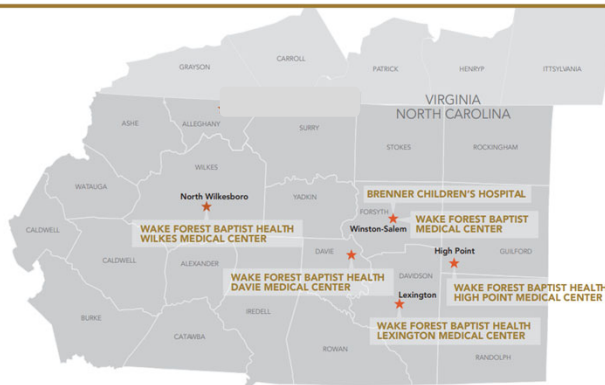 CARROLL
GRAYSON
PATRICK
HENRYP
ITTSYLVANIA
VIRGINIA
NORTH CAROLINA
ASHE
ALLEGHANY
SURRY
STOKES
ROCKINGHAM
WILKES
WATAUGA
North Wilkesboro
YADKIN
BRENNER CHILDREN'S HOSPITAL
FORSYTH
WAKE FOREST BAPTIST
MEDICAL CENTER
Winston-Salem
CALDWELL
WAKE FOREST BAPTIST HEALTH
WILKES MEDICAL CENTER
DAVIE
High Point
GUILFORD
CALDWELL
ALEXANDER
WAKE FOREST BAPTIST HEALTH
DAVIE MEDICAL CENTER
DAVIDSON
Lexington
WAKE FOREST BAPTIST HEALTH
HIGH POINT MEDICAL CENTER
BURKE
IREDELL
WAKE FOREST BAPTIST HEALTH
LEXINGTON MEDICAL CENTER
CATAWBA
ROWAN
RANDOLPH